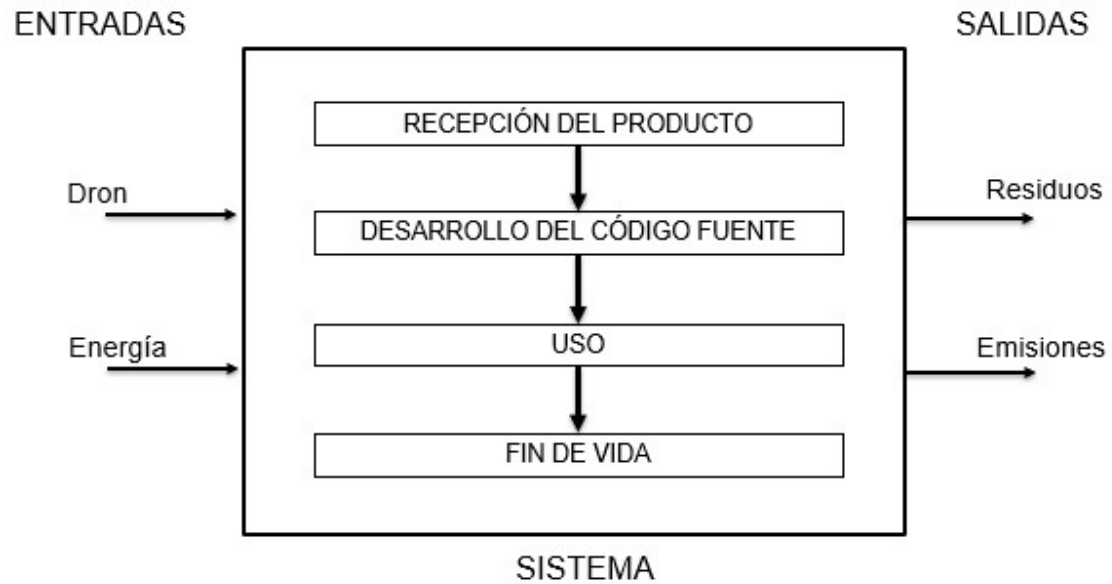 ENTRADAS
SALIDAS
RECEPCIÓN DEL PRODUCTO
Dron
Residuos
DESARROLLO DEL CÓDIGO FUENTE
Energía
USO
Emisiones
FIN DE VIDA
SISTEMA